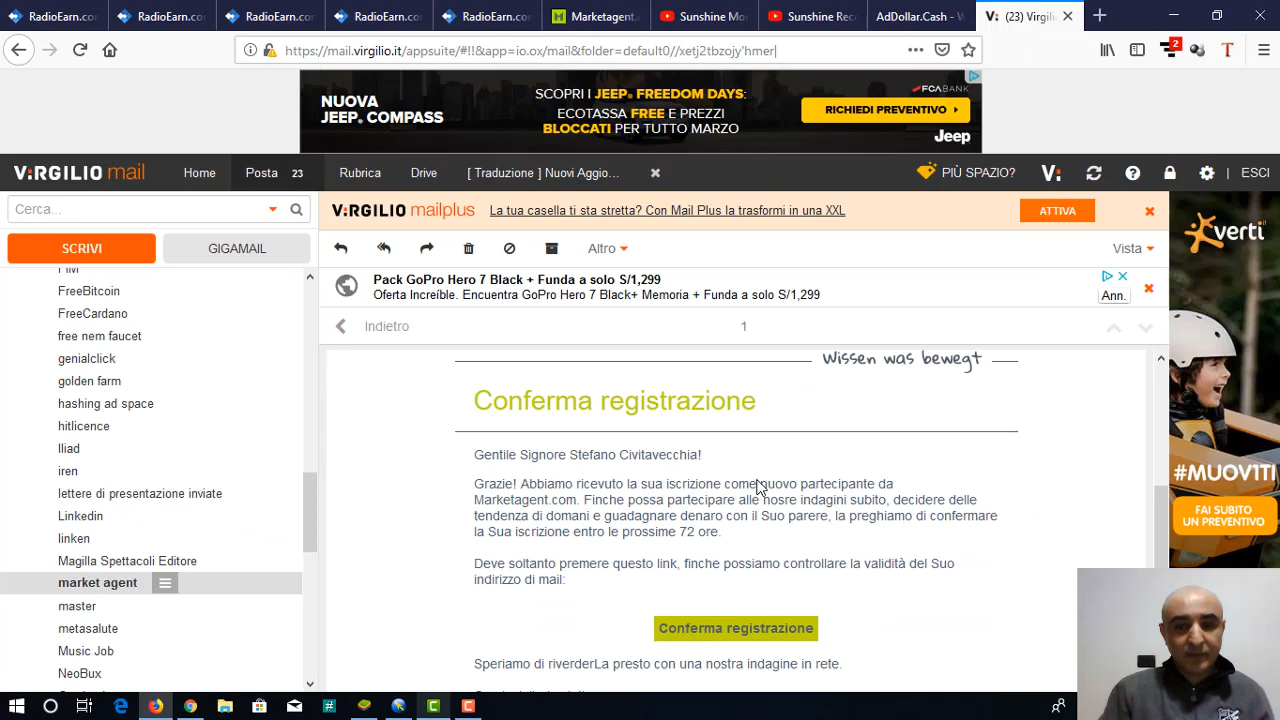 RadioEarn.co
RadioEarn.co
RadioEarn.co
RadioEarn.co
RadioEarn.co
Marketagent.c
Sunshine Mo
Sunshine Rec
AdDollar.Cash - W
(23) Virgili
https://mail.virgilio.it/appsuite/#!!&app=io.ox/mail&folder=default0//xetj2tbzojy'hmer
2
T
NUOVA
JEEP® COMPASS
SCOPRI I JEEP® FREEDOM DAYS:
ECOTASSA FREE E PREZZI
BLOCCATI PER TUTTO MARZO
FCA BANK
RICHIEDI PREVENTIVO
Jeep
ViRGiLiO mail
Home
Posta 23
Rubrica
Drive
[ Traduzione ] Nuovi Aggio...
PIÙ SPAZIO?
V:
ESCI
Cerca...
ViRGiLiO mailplus
La tua casella ti sta stretta? Con Mail Plus la trasformi in una XXL
ATTIVA
SCRIVI
GIGAMAIL
Altro
Vista
Pack GoPro Hero 7 Black + Funda a solo S/1,299
Oferta Increíble. Encuentra GoPro Hero 7 Black+ Memoria + Funda a solo S/1,299
Ann.
Indietro
1
FreeBitcoin
FreeCardano
free nem faucet
genialclick
golden farm
hashing ad space
hitlicence
Iliad
iren
lettere di presentazione inviate
Linkedin
linken
Magilla Spettacoli Editore
market agent
master
metasalute
Music Job
NeoBux
Wissen was bewegt
Conferma registrazione
Gentile Signore Stefano Civitavecchia!
Grazie! Abbiamo ricevuto la sua iscrizione come nuovo partecipante da
Marketagent.com. Finche possa partecipare alle nosre indagini subito, decidere delle
tendenza di domani e guadagnare denaro con il Suo parere, la preghiamo di confermare
la Sua iscrizione entro le prossime 72 ore.
Deve soltanto premere questo link, finche possiamo controllare la validità del Suo
indirizzo di mail:
Conferma registrazione
Speriamo di riverderLa presto con una nostra indagine in rete.
verti
#MUOV1TI
FAI SUBITO
UN PREVENTIVO